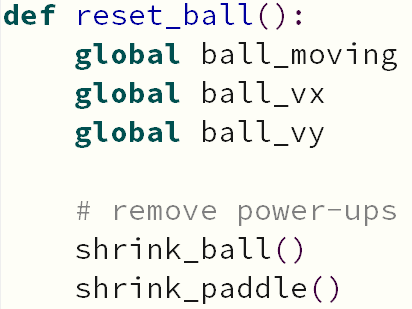 def reset_ball():
    global ball_moving
    global ball_vx
    global ball_vy

    # remove power-ups
    shrink_ball()
    shrink_paddle()